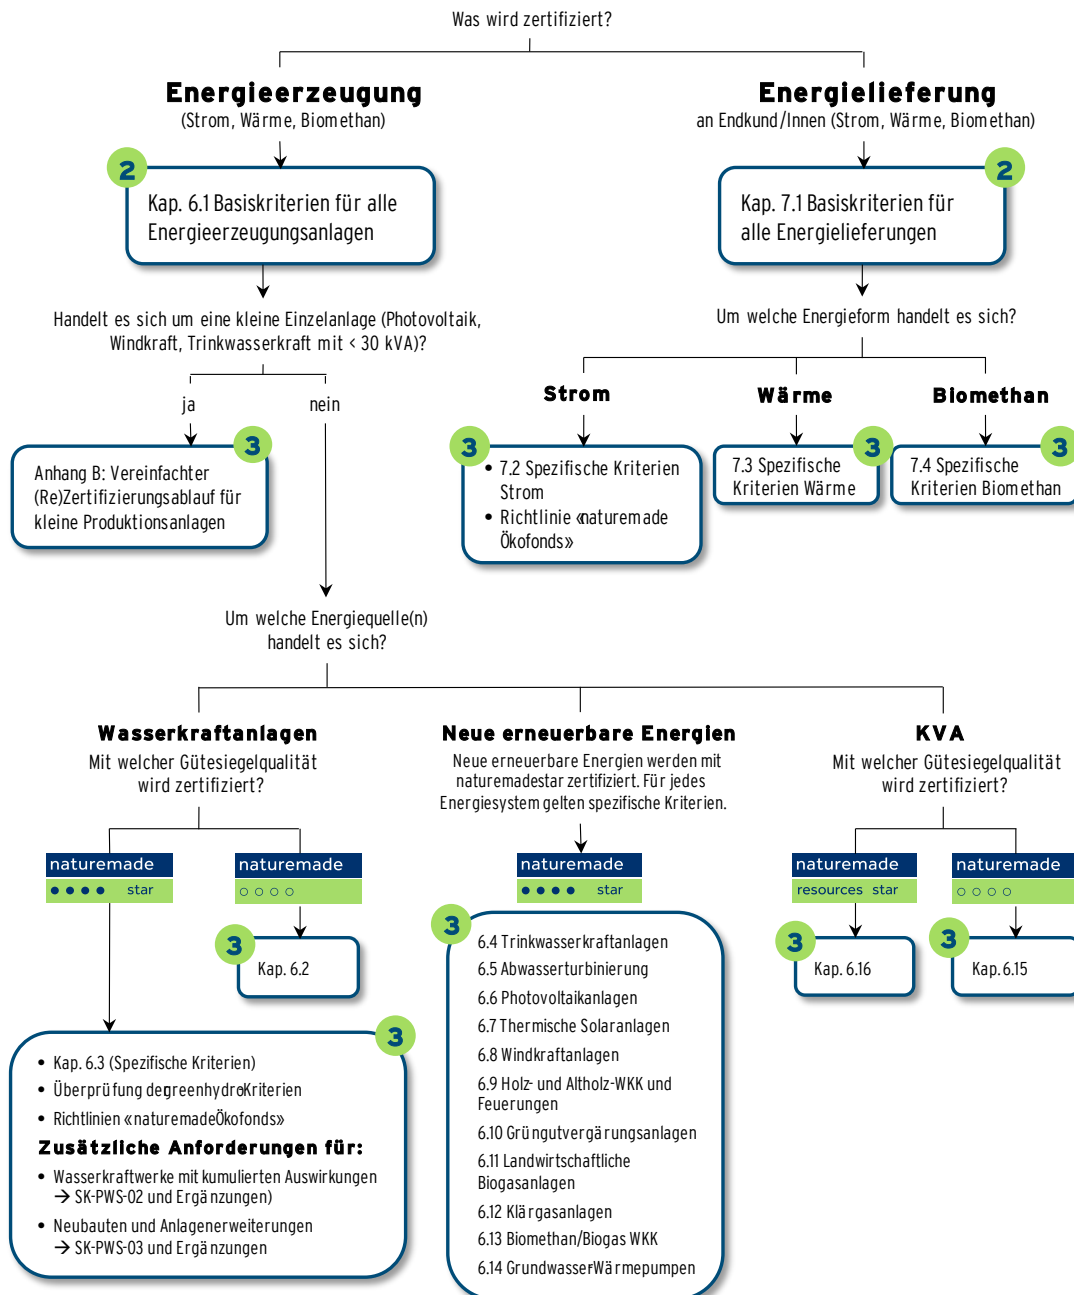 Was wird zertifiziert?
Energieerzeugung
(Strom, Wärme, Biomethan)
2
Kap. 6.1 Basiskriterien für alle
Energieerzeugungsanlagen
Handelt es sich um eine kleine Einzelanlage (Photovoltaik,
Windkraft, Trinkwasserkraft mit < 30 kVA)?
ja
nein
3
Anhang B: Vereinfachter
(Re)Zertifizierungsablauf für
kleine Produktionsanlagen
Energielieferung
an Endkund/Innen (Strom, Wärme, Biomethan)
2
Kap. 7.1 Basiskriterien für
alle Energielieferungen
Um welche Energieform handelt es sich?
Strom
3
• 7.2 Spezifische Kriterien
Strom
• Richtlinie «naturemade
Ökofonds»
Wärme
3
7.3 Spezifische
Kriterien Wärme
Biomethan
3
7.4 Spezifische
Kriterien Biomethan
Um welche Energiequelle(n)
handelt es sich?
Wasserkraftanlagen
Mit welcher Gütesiegelqualität
wird zertifiziert?
naturemade
star
naturemade
3
Kap. 6.2
3
• Kap. 6.3 (Spezifische Kriterien)
• Überprüfung dergreenhydro-Kriterien
• Richtlinien «naturemadeÖkofonds»
Zusätzliche Anforderungen für:
• Wasserkraftwerke mit kumulierten Auswirkungen
→ SK-PWS-02 und Ergänzungen)
• Neubauten und Anlagenerweiterungen
→ SK-PWS-03 und Ergänzungen
Neue erneuerbare Energien
Neue erneuerbare Energien werden mit
naturemadestar zertifiziert. Für jedes
Energiesystem gelten spezifische Kriterien.
naturemade
star
3
6.4 Trinkwasserkraftanlagen
6.5 Abwasserturbinierung
6.6 Photovoltaikanlagen
6.7 Thermische Solaranlagen
6.8 Windkraftanlagen
6.9 Holz- und Altholz-WKK und
Feuerungen
6.10 Grüngutvergärungsanlagen
6.11 Landwirtschaftliche
Biogasanlagen
6.12 Klärgasanlagen
6.13 Biomethan/Biogas WKK
6.14 Grundwasser-Wärmepumpen
KVA
Mit welcher Gütesiegelqualität
wird zertifiziert?
naturemade
resources star
3
Kap. 6.16
naturemade
3
Kap. 6.15